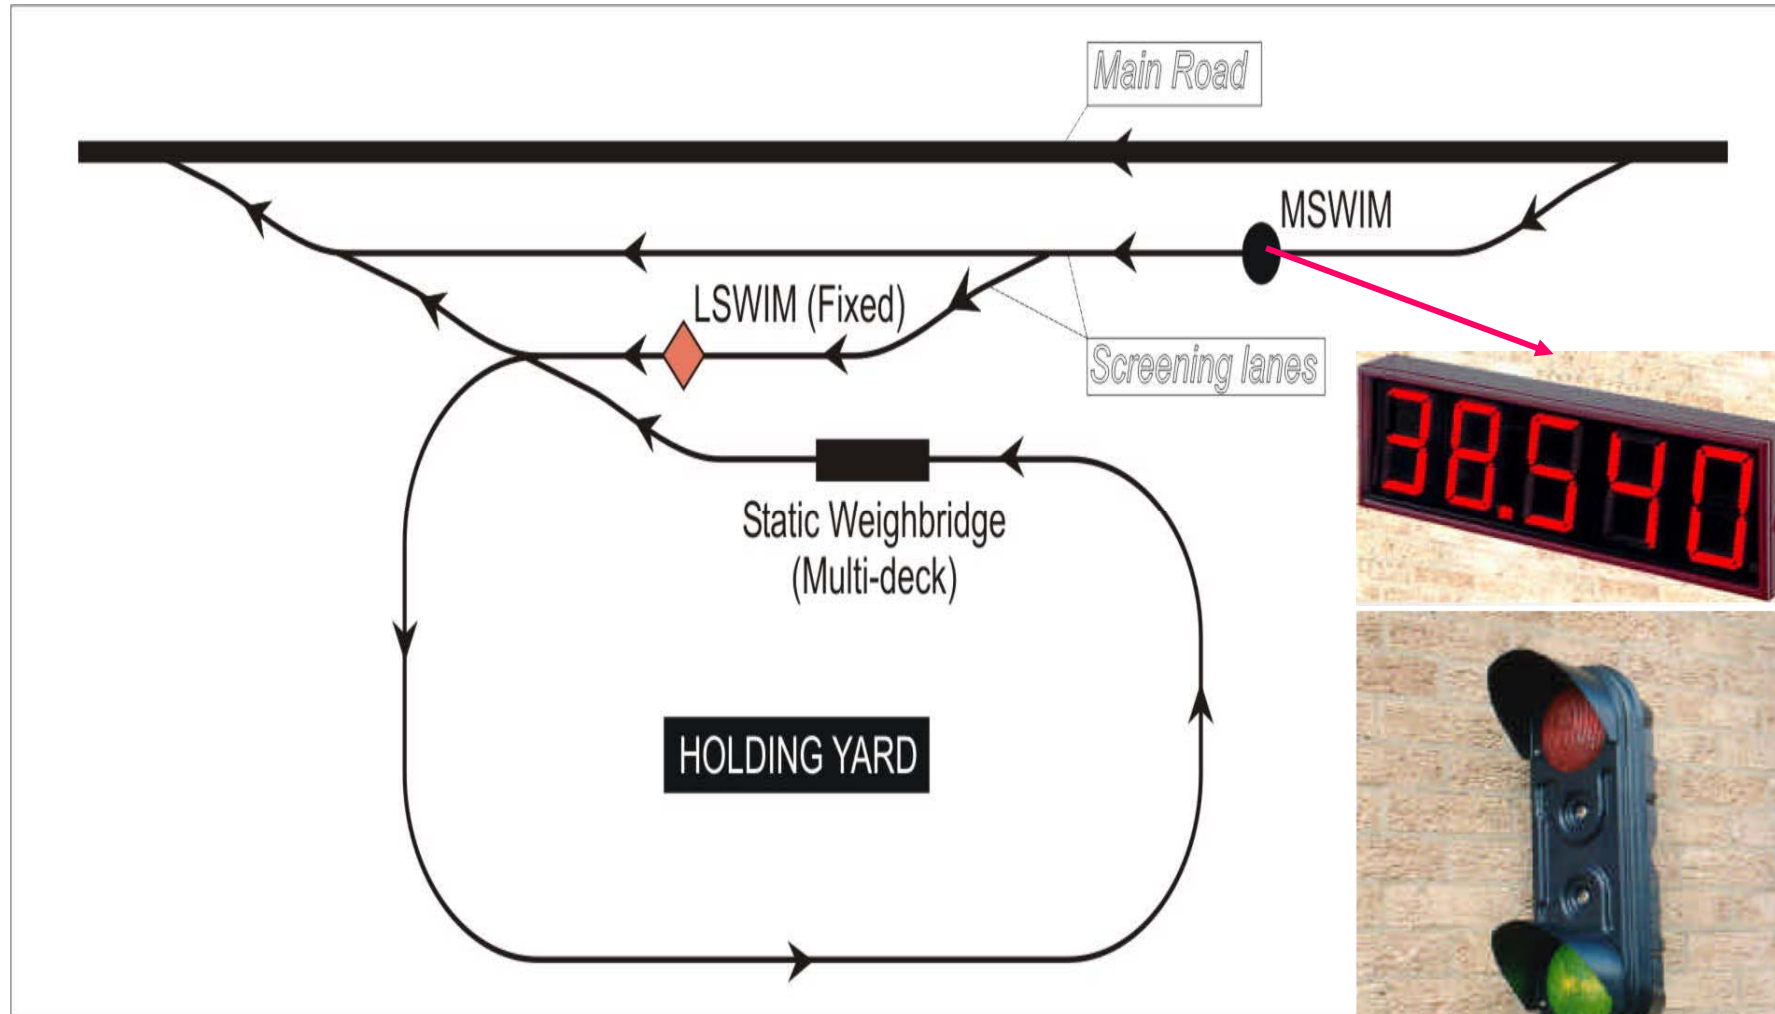 Main Road
MSWIM
LSWIM (Fixed)
Screening lanes
38.540
Static Weighbridge
(Multi-deck)
HOLDING YARD